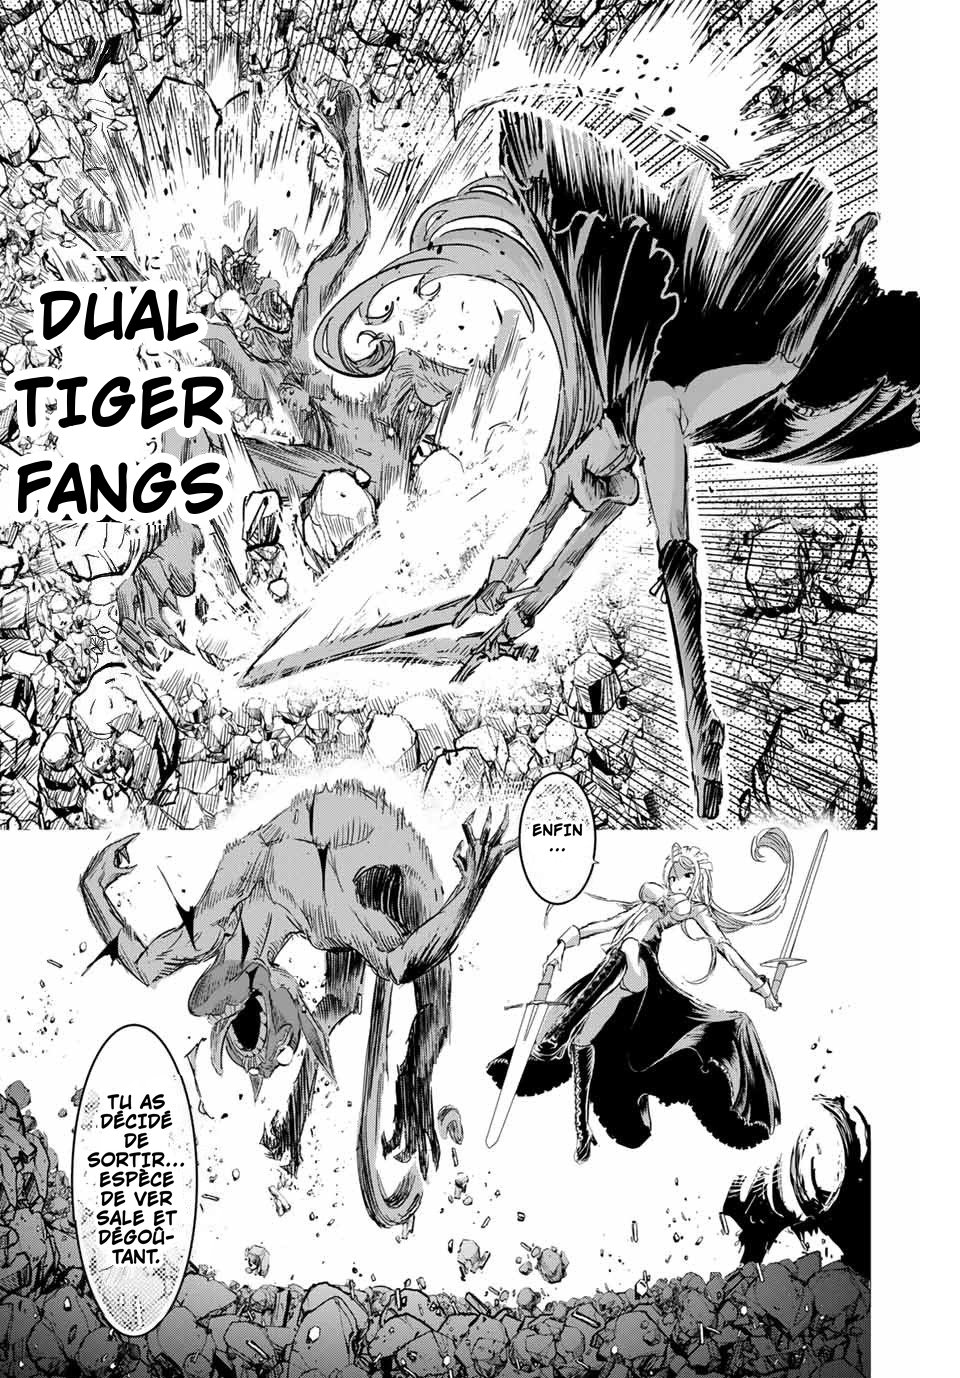 DUAL
TIGER
FANGS
ENFIN
...
TU AS
DÉCIDÉ
DE
SORTIR...
ESPÈCE
DE VER
SALE ET
DÉGOÛ-
TANT.